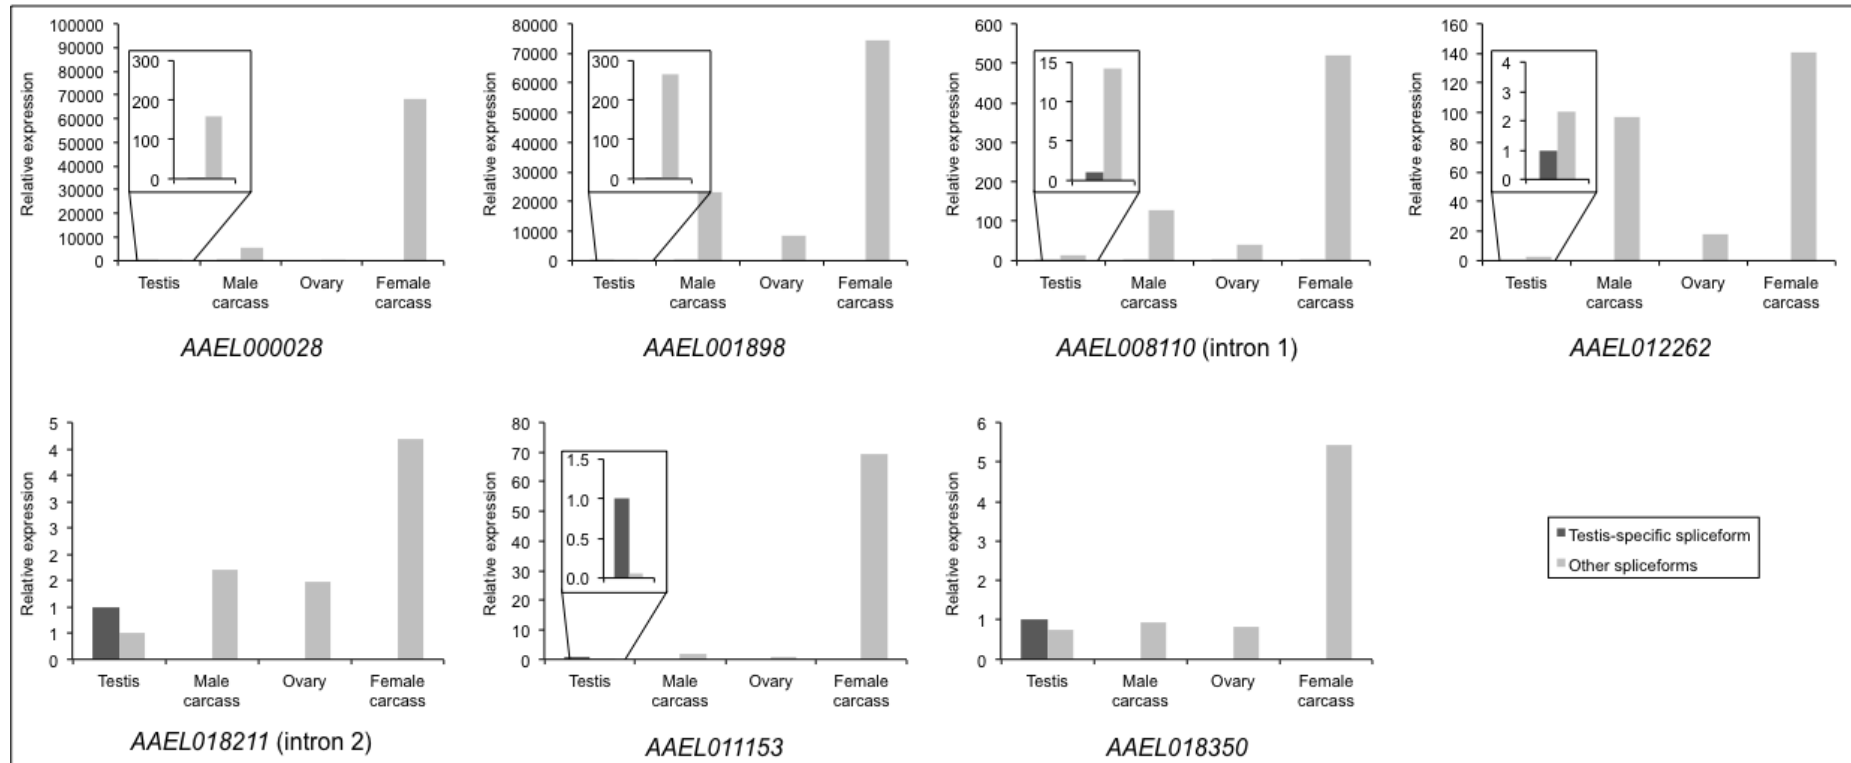 Relative expression
100000
90000
80000
70000
60000
50000
40000
30000
20000
10000
0
300
200
100
0
Testis
Male carcass
Ovary
Female carcass
AAEL000028
Relative expression
80000
70000
60000
50000
40000
30000
20000
10000
0
300
200
100
0
Testis
Male carcass
Ovary
Female carcass
AAEL001898
Relative expression
600
500
400
300
200
100
0
15
10
5
0
Testis
Male carcass
Ovary
Female carcass
AAEL008110 (intron 1)
Relative expression
160
140
120
100
80
60
40
20
0
4
3
2
1
0
Testis
Male carcass
Ovary
Female carcass
AAEL012262
Relative expression
5
4
4
3
3
2
2
1
1
0
Testis
Male carcass
Ovary
Female carcass
AAEL018211 (intron 2)
Relative expression
80
70
60
50
40
30
20
10
0
1.5
1.0
0.5
0.0
Testis
Male carcass
Ovary
Female carcass
AAEL011153
Relative expression
6
5
4
3
2
1
0
Testis
Male carcass
Ovary
Female carcass
AAEL018350
Testis-specific spliceform
Other spliceforms